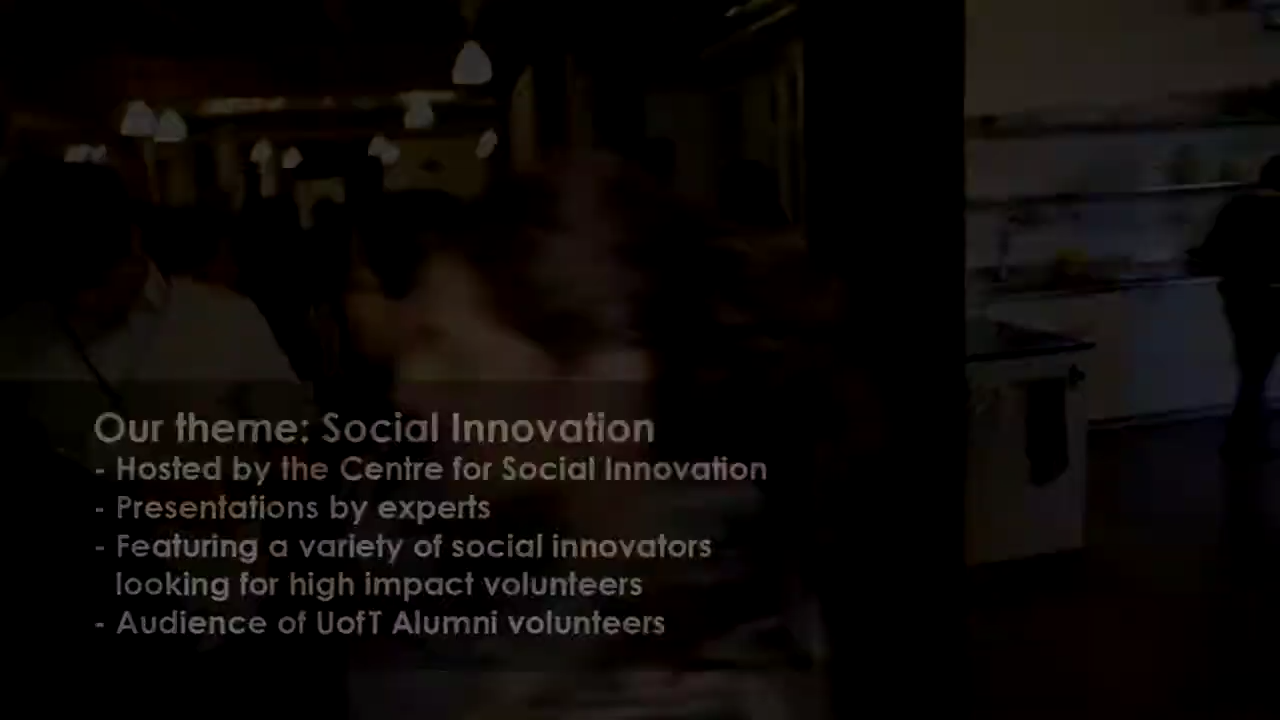 Our theme: Social Innovation
- Hosted by the Centre for Social Innovation
- Presentations by experts
- Featuring a variety of social innovators
looking for high impact volunteers
- Audience of UofT Alumni volunteers